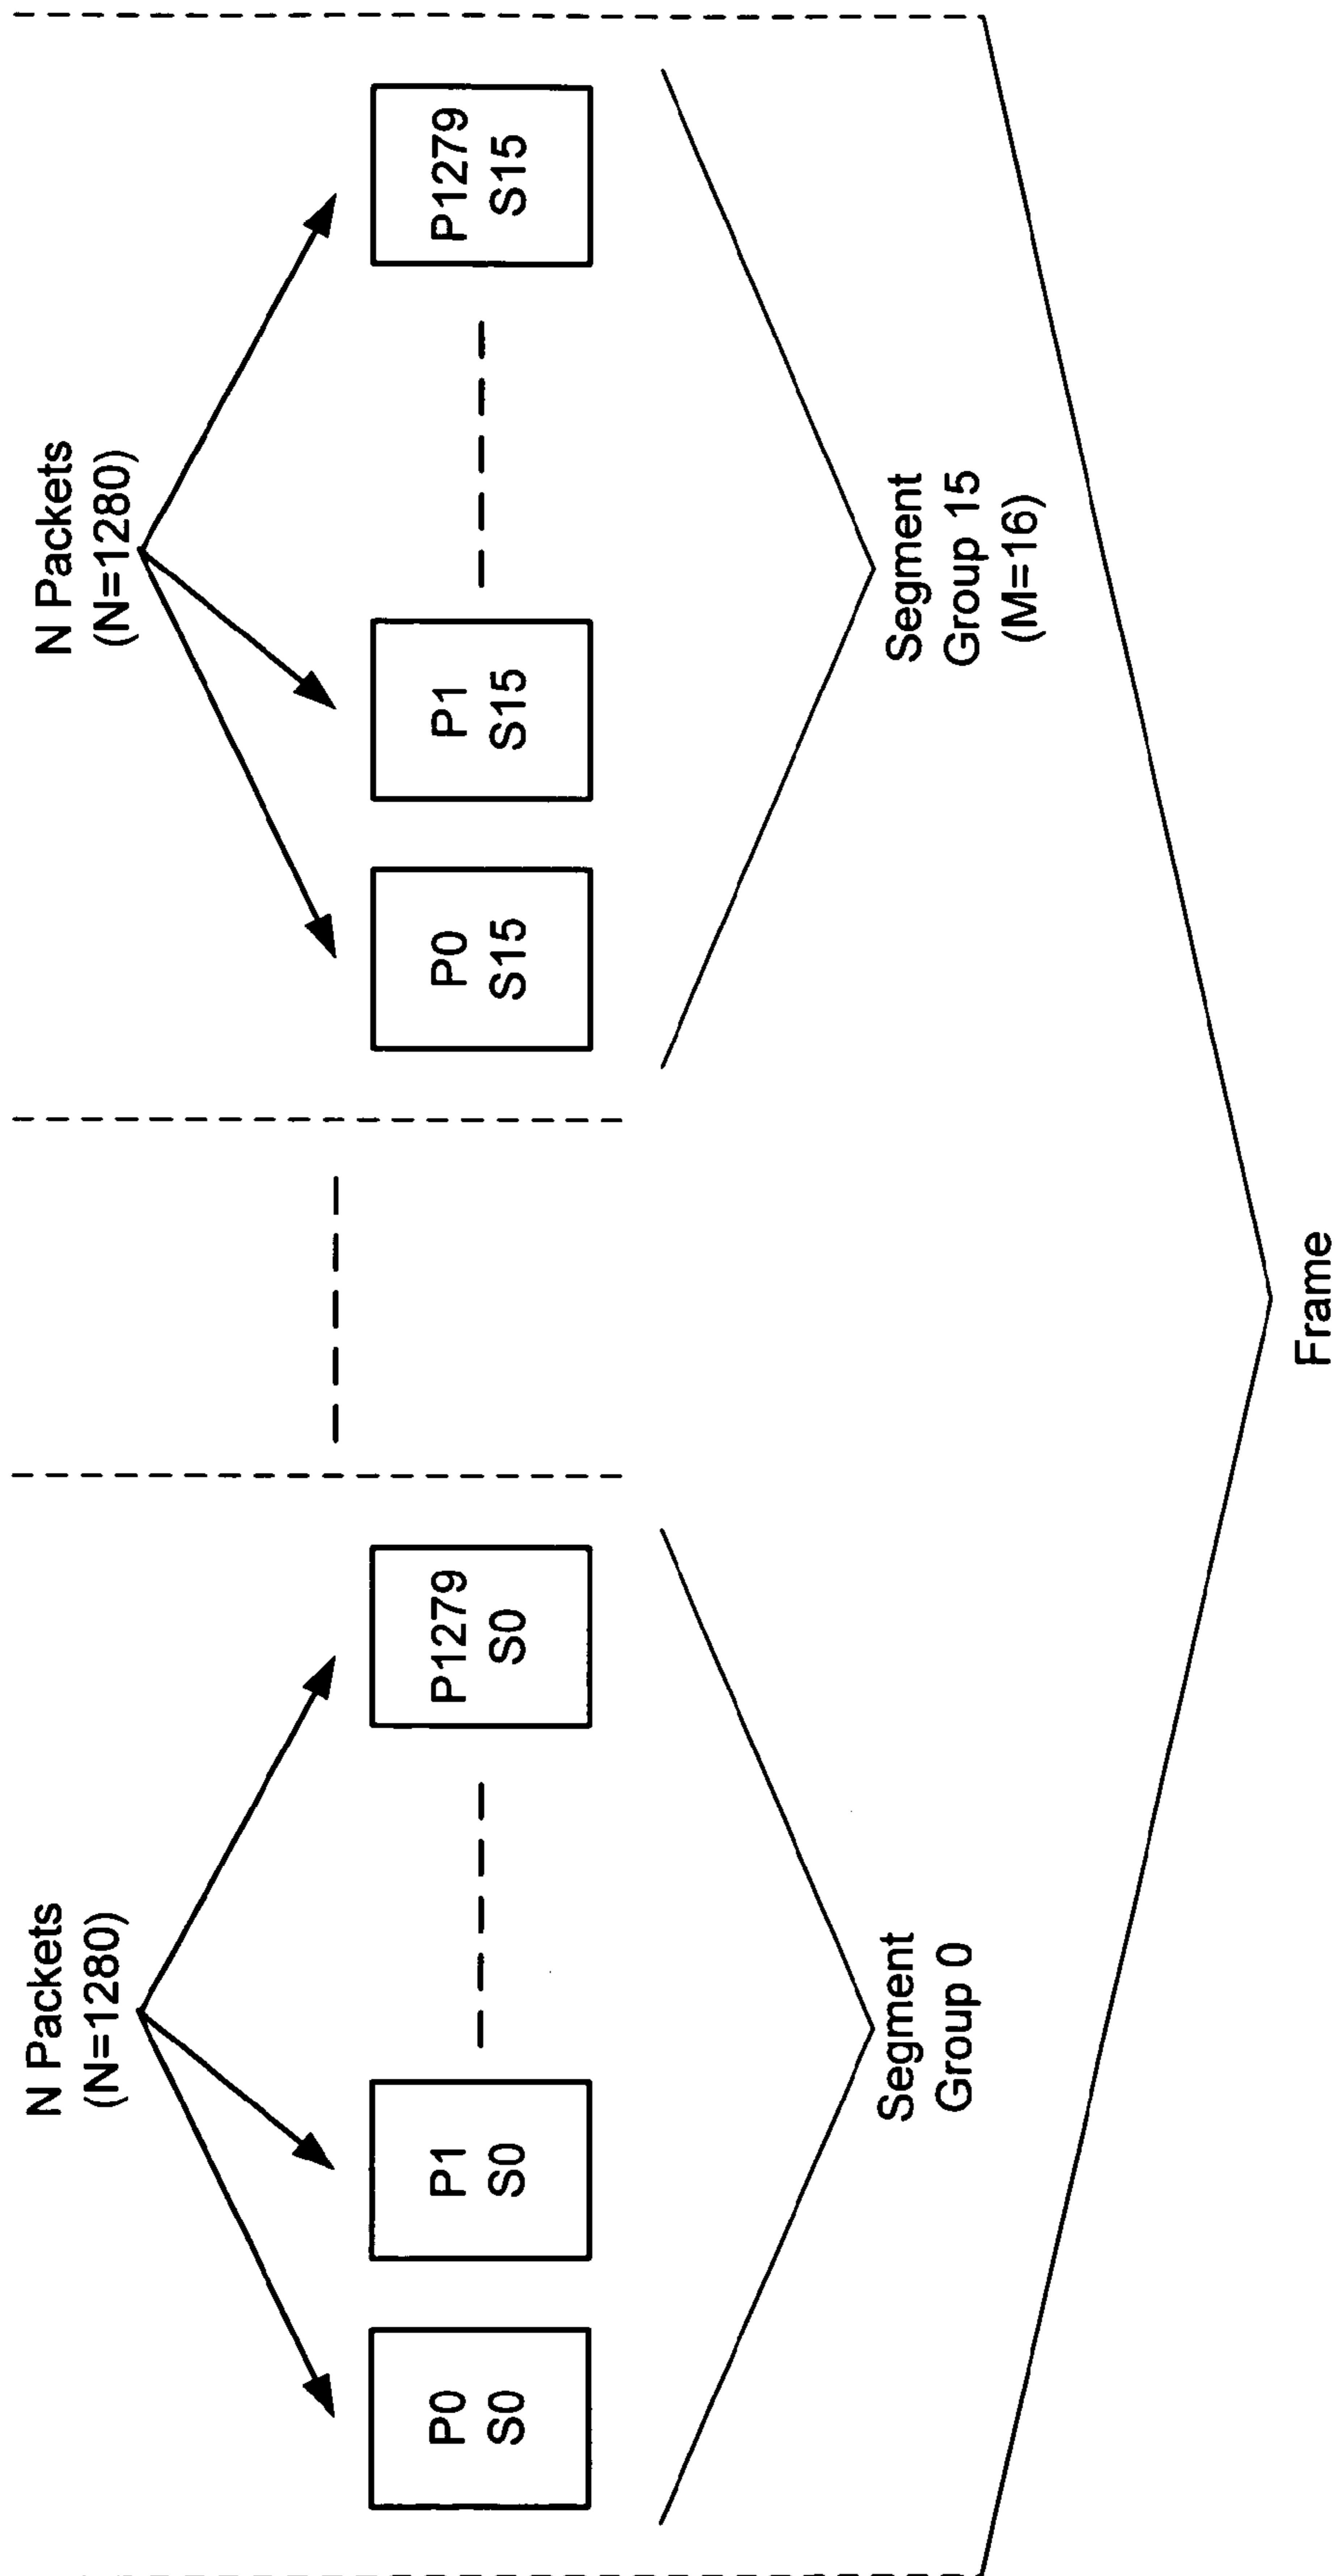 N Packets
(N=1280)
P0
S0
P1
S0
P1279
S0
Segment
Group 0
N Packets
(N=1280)
P0
S15
P1
S15
P1279
S15
Segment
Group 15
(M=16)
Frame